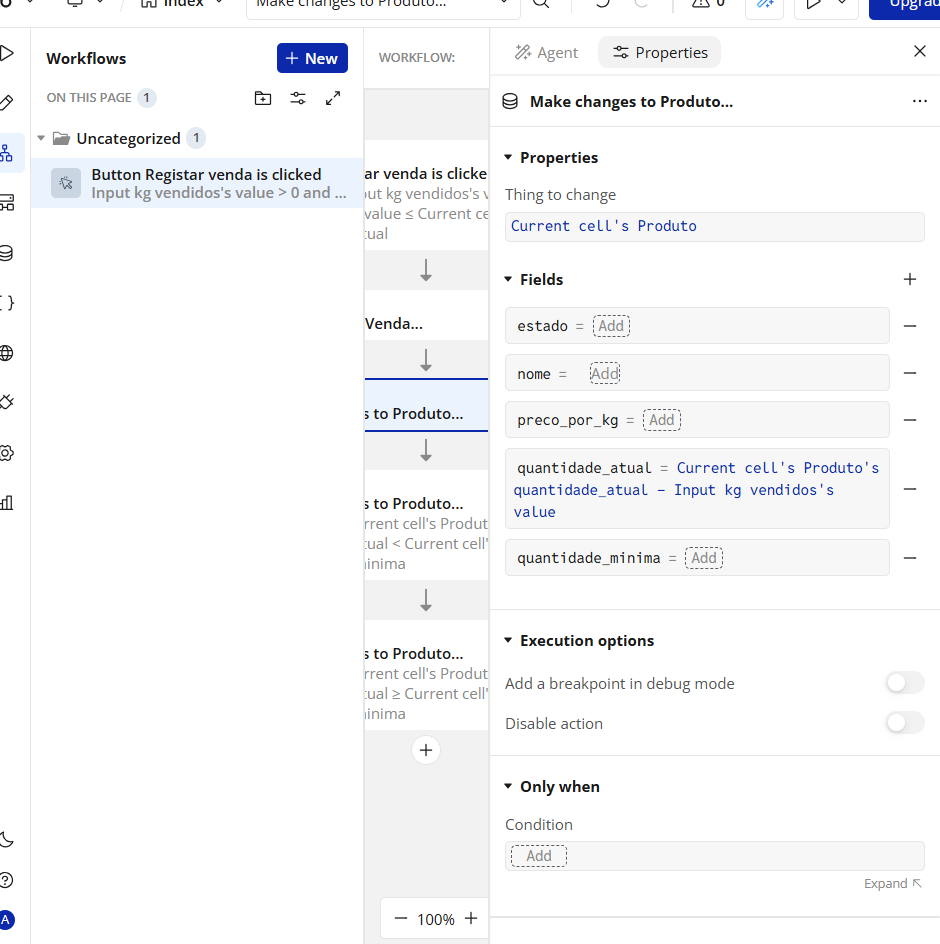 Index
Make changes to Produto...
0
Upgrad
Workflows
+ New
ON THIS PAGE 1
Uncategorized 1
Button Registar venda is clicked
Input kg vendidos's value > 0 and ...
WORKFLOW:
ar venda is clicke
put kg vendidos's v
value ≤ Current ce
tual
Venda...
s to Produto...
s to Produto...
rrent cell's Produt
tual < Current cell'
ninima
s to Produto...
rrent cell's Produt
tual ≥ Current cell'
ninima
100%
Agent
Properties
Make changes to Produto...
Properties
Thing to change
Current cell's Produto
Fields
estado = Add
nome = Add
preco_por_kg = Add
quantidade_atual = Current cell's Produto's
quantidade_atual - Input kg vendidos's
value
quantidade_minima = Add
Execution options
Add a breakpoint in debug mode
Disable action
Only when
Condition
Add
Expand
A